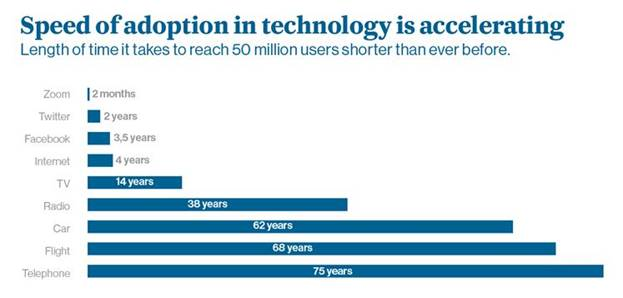 Speed of adoption in technology is accelerating
Length of time it takes to reach 50 million users shorter than ever before.
Zoom 2 months
Twitter 2 years
Facebook 3,5 years
Internet 4 years
TV 14 years
Radio 38 years
Car 62 years
Flight 68 years
Telephone 75 years